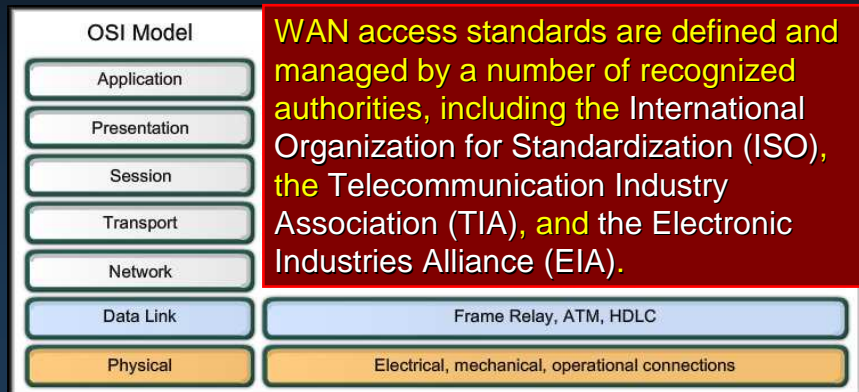 OSI Model
Application
Presentation
Session
Transport
Network
Data Link
Physical
WAN access standards are defined and
managed by a number of recognized
authorities, including the International
Organization for Standardization (ISO),
the Telecommunication Industry
Association (TIA), and the Electronic
Industries Alliance (EIA).
Frame Relay, ATM, HDLC
Electrical, mechanical, operational connections